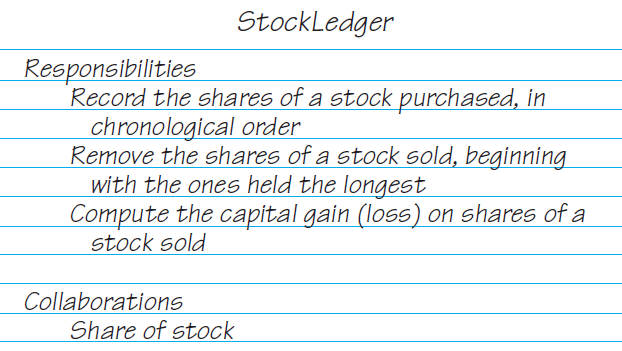 StockLedger
Responsibilities
Record the shares of a stock purchased, in
chronological order
Remove the shares of a stock sold, beginning
with the ones held the longest
Compute the capital gain (loss) on shares of a
stock sold
Collaborations
Share of stock